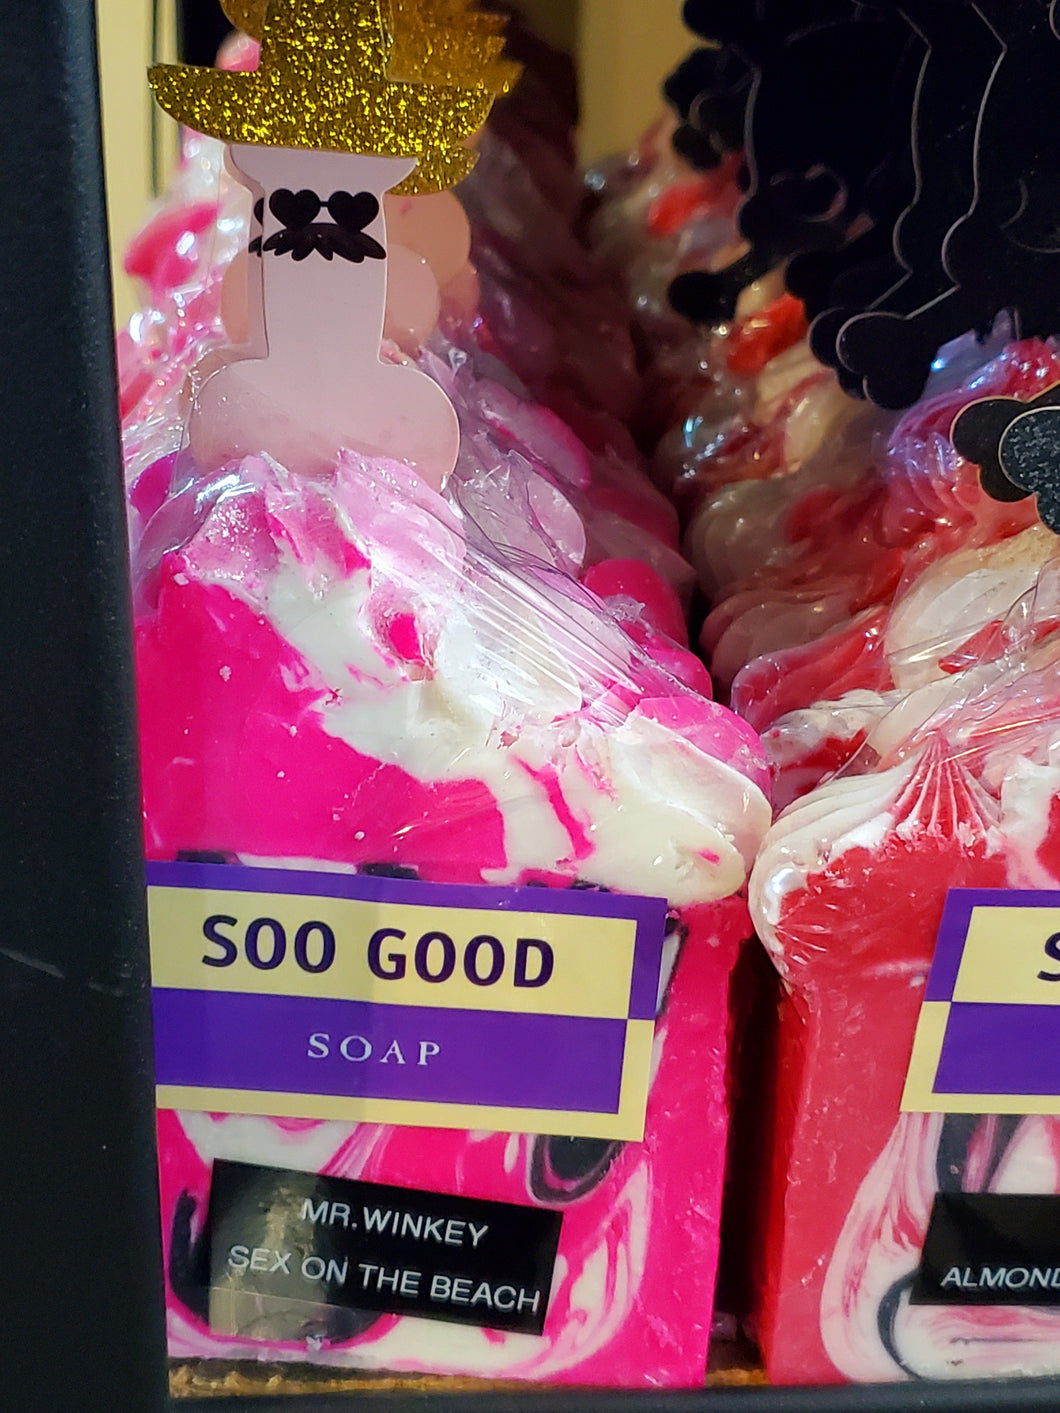 SOO GOOD
SOAP
MR.WINKEY
SEX ON THE BEACH
S
ALMOND